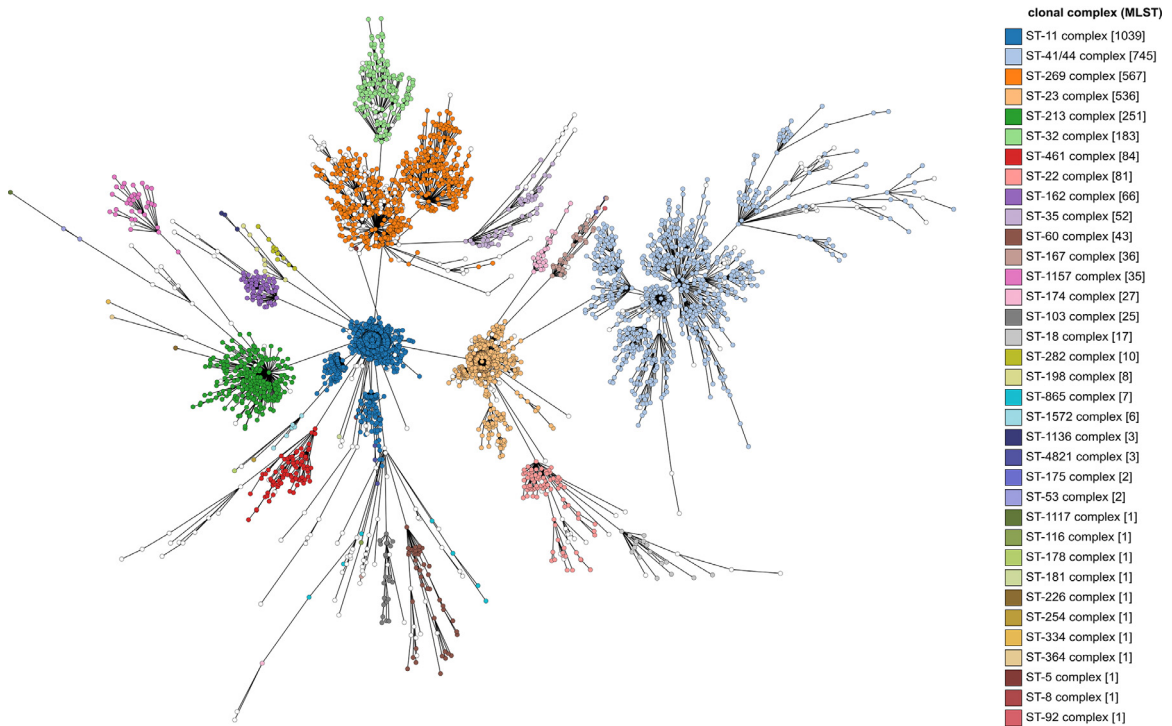 clonal complex (MLST)
ST-11 complex [1039]
ST-41/44 complex [745]
ST-269 complex [567]
ST-23 complex [536]
ST-213 complex [251]
ST-32 complex [183]
ST-461 complex [84]
ST-22 complex [81]
ST-162 complex [66]
ST-35 complex [52]
ST-60 complex [43]
ST-167 complex [36]
ST-1157 complex [35]
ST-174 complex [27]
ST-103 complex [25]
ST-18 complex [17]
ST-282 complex [10]
ST-198 complex [8]
ST-865 complex [7]
ST-1572 complex [6]
ST-1136 complex [3]
ST-4821 complex [3]
ST-175 complex [2]
ST-53 complex [2]
ST-1117 complex [1]
ST-116 complex [1]
ST-178 complex [1]
ST-181 complex [1]
ST-226 complex [1]
ST-254 complex [1]
ST-334 complex [1]
ST-364 complex [1]
ST-5 complex [1]
ST-8 complex [1]
ST-92 complex [1]